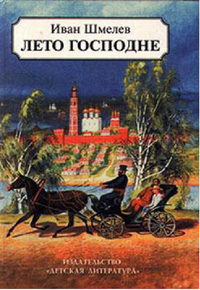 Иван Шмелев
ЛЕТО ГОСПОДНЕ
ИЗДАТЕЛЬСТВО
«ДЕТСКАЯ ЛИТЕРАТУРА»